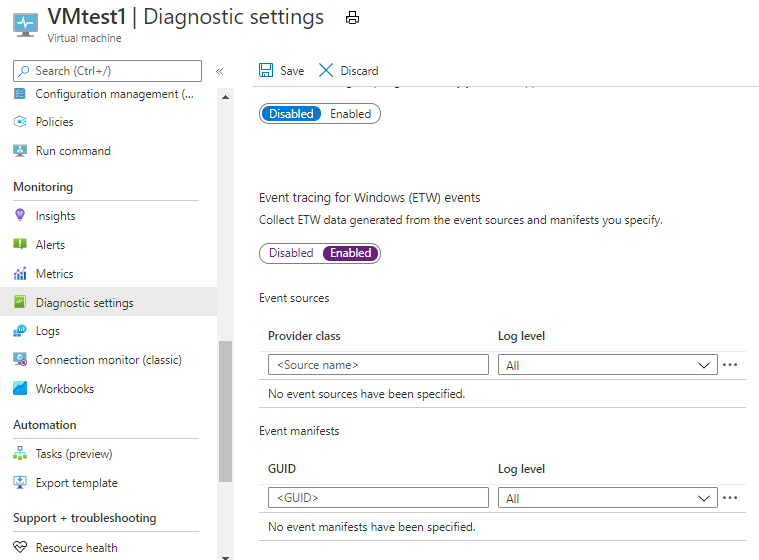 VMtest1 | Diagnostic settings
Virtual machine
Search (Ctrl+/)
«
Save
Discard
Configuration management (...
Policies
Run command
Monitoring
Insights
Alerts
Metrics
Diagnostic settings
Logs
Connection monitor (classic)
Workbooks
Automation
Tasks (preview)
Export template
Support + troubleshooting
Resource health
Disabled Enabled
Event tracing for Windows (ETW) events
Collect ETW data generated from the event sources and manifests you specify.
Disabled Enabled
Event sources
Provider class Log level
<Source name> All
No event sources have been specified.
Event manifests
GUID Log level
<GUID> All
No event manifests have been specified.